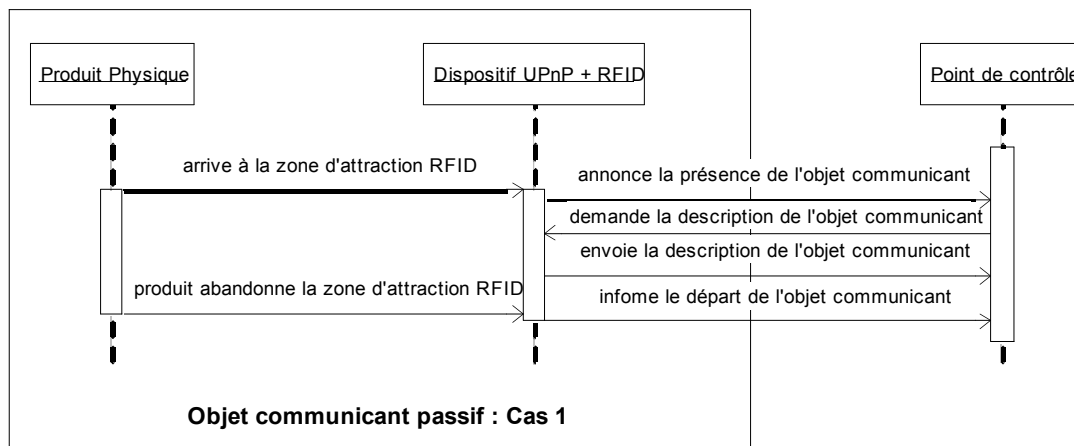 Produit Physique
Dispositif UPnP + RFID
Point de contrôle
arrive à la zone d'attraction RFID
annonce la présence de l'objet communicant
demande la description de l'objet communicant
envoie la description de l'objet communicant
produit abandonne la zone d'attraction RFID
infome le départ de l'objet communicant
Objet communicant passif : Cas 1